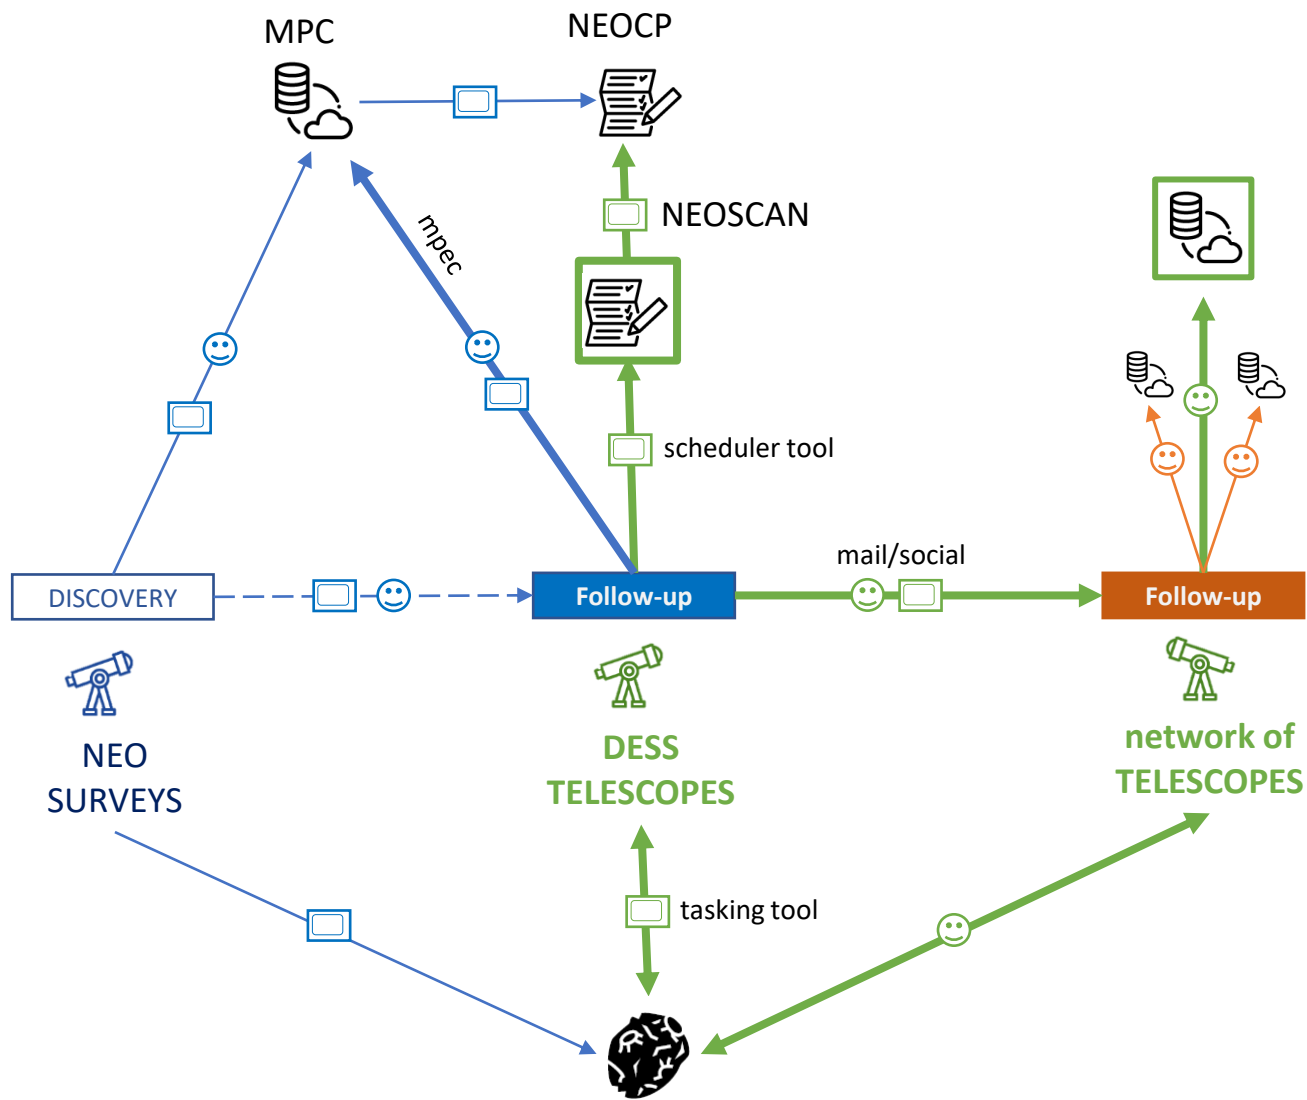 MPC
NEOCP
mpec
NEOSCAN
scheduler tool
mail/social
DISCOVERY
Follow-up
Follow-up
NEO
SURVEYS
DESS
TELESCOPES
network of
TELESCOPES
tasking tool